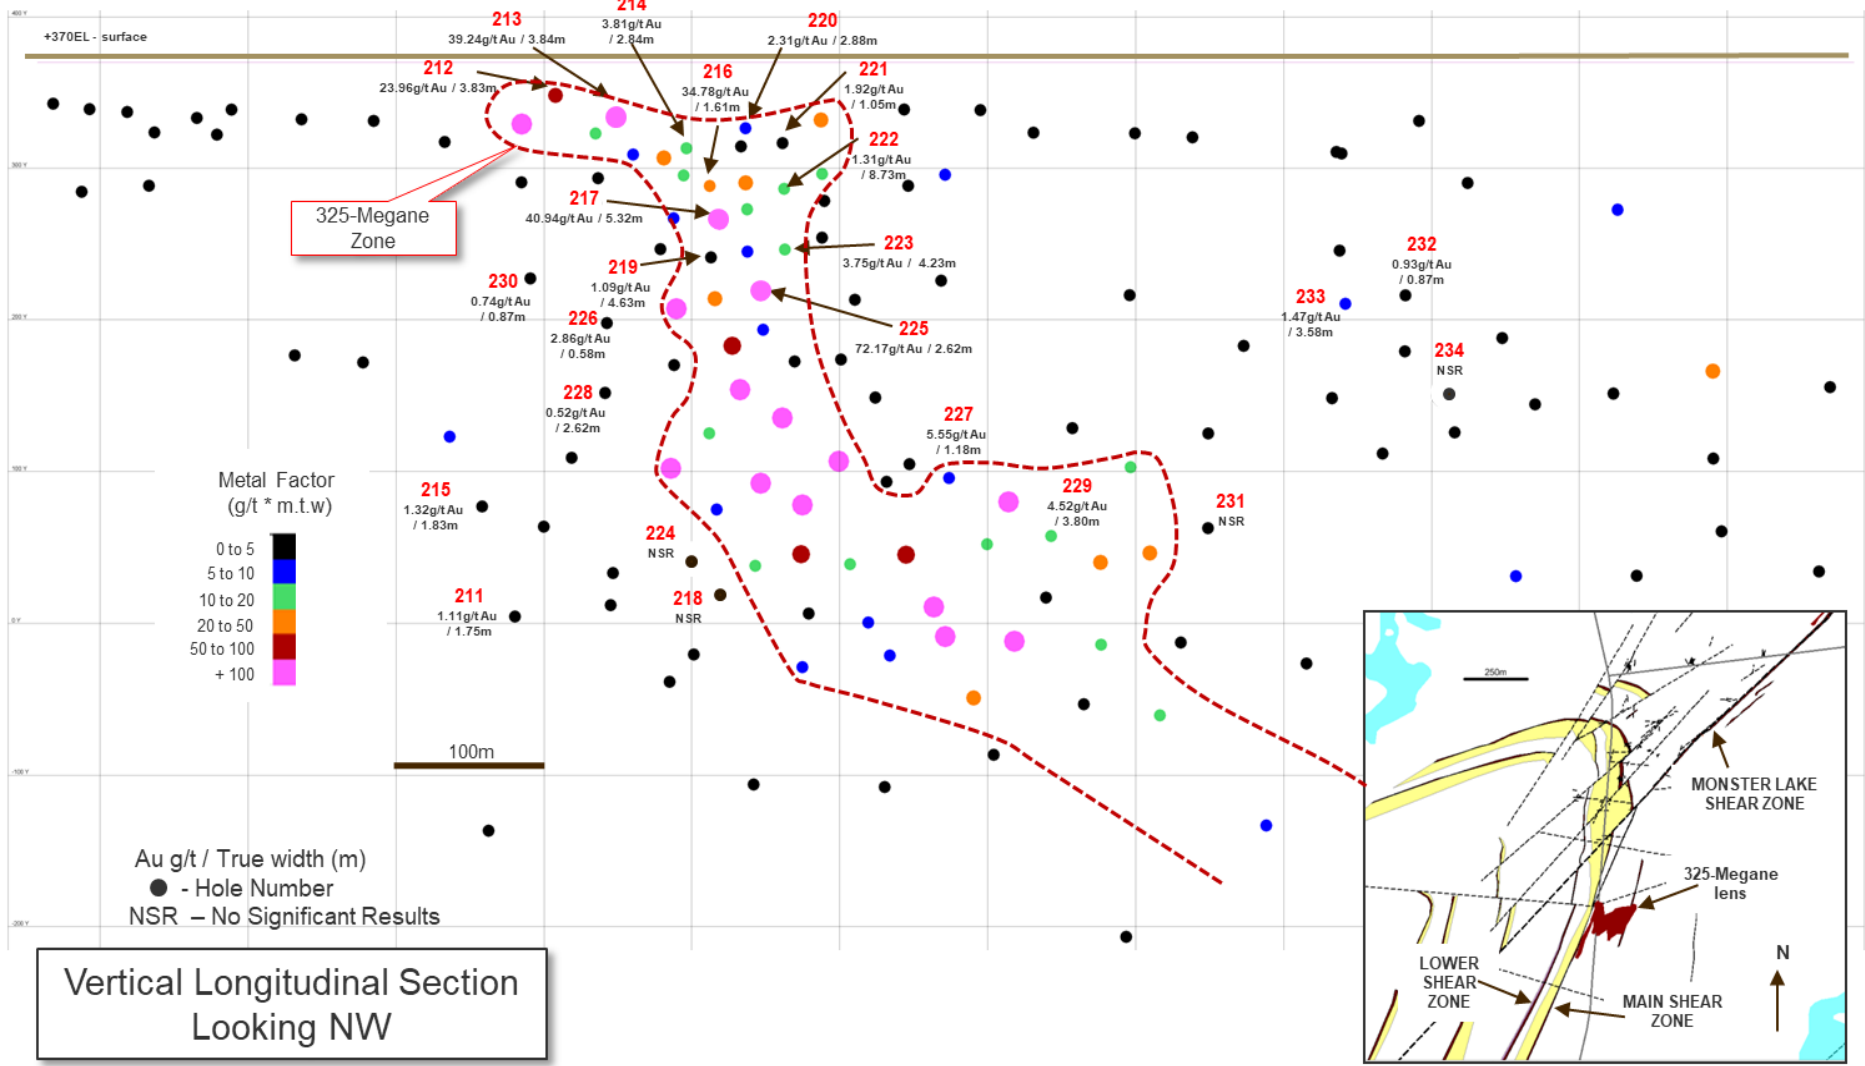 400 Y
+370EL - surface
213
39.24g/t Au / 3.84m
214
3.81g/t Au
/ 2.84m
220
2.31g/t Au / 2.88m
212
23.96g/t Au / 3.83m
216
34.78g/t Au
/ 1.61m
221
1.92g/t Au
/ 1.05m
222
1.31g/t Au
/ 8.73m
300 Y
325-Megane
Zone
217
40.94g/t Au / 5.32m
223
3.75g/t Au / 4.23m
219
1.09g/t Au
/ 4.63m
230
0.74g/t Au
/ 0.87m
232
0.93g/t Au
/ 0.87m
233
1.47g/t Au
/ 3.58m
200 Y
226
2.86g/t Au
/ 0.58m
225
72.17g/t Au / 2.62m
234
NSR
228
0.52g/t Au
/ 2.62m
227
5.55g/t Au
/ 1.18m
100 Y
Metal Factor
(g/t * m.t.w)
0 to 5
5 to 10
10 to 20
20 to 50
50 to 100
+ 100
215
1.32g/t Au
/ 1.83m
229
4.52g/t Au
/ 3.80m
231
NSR
224
NSR
218
NSR
211
1.11g/t Au
/ 1.75m
0 Y
100m
-100 Y
Au g/t / True width (m)
- Hole Number
NSR – No Significant Results
-200 Y
Vertical Longitudinal Section
Looking NW
250m
MONSTER LAKE
SHEAR ZONE
325-Megane
lens
LOWER
SHEAR
ZONE
MAIN SHEAR
ZONE
N